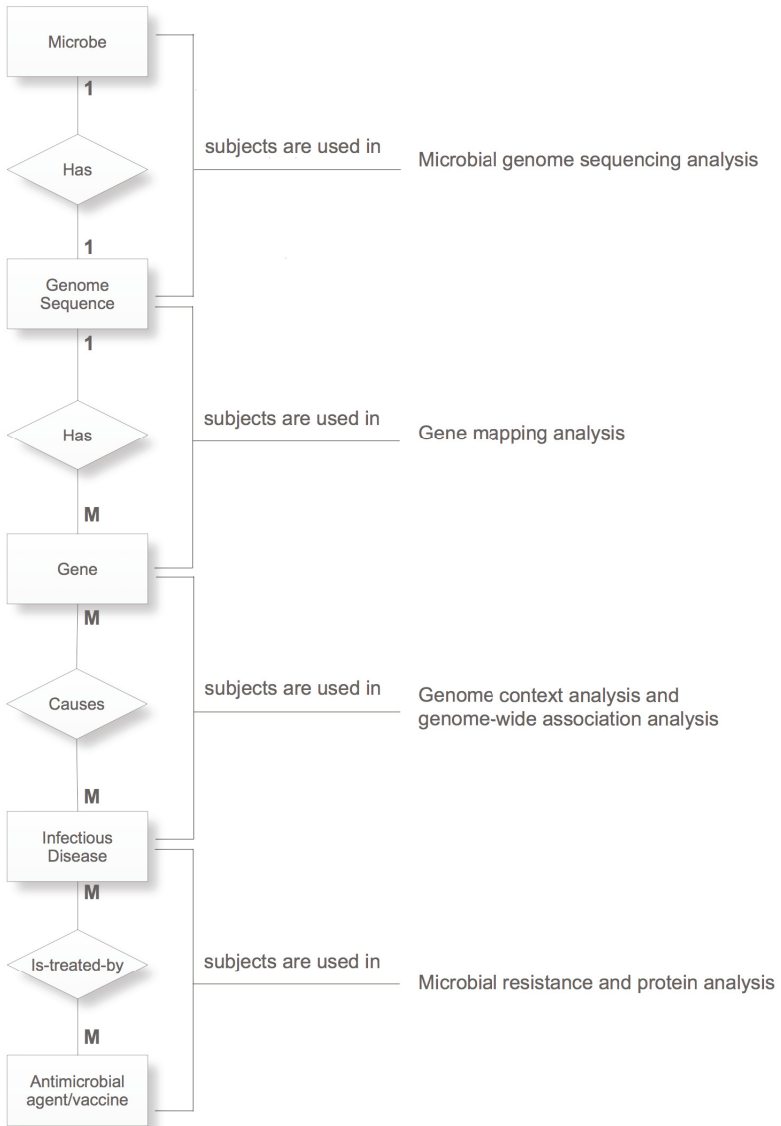 Microbe
1
Has
subjects are used in
Microbial genome sequencing analysis
1
Genome
Sequence
1
subjects are used in
Has
Gene mapping analysis
M
Gene
M
subjects are used in
Causes
Genome context analysis and
genome-wide association analysis
M
Infectious
Disease
M
Is-treated-by
subjects are used in
Microbial resistance and protein analysis
M
Antimicrobial
agent/vaccine